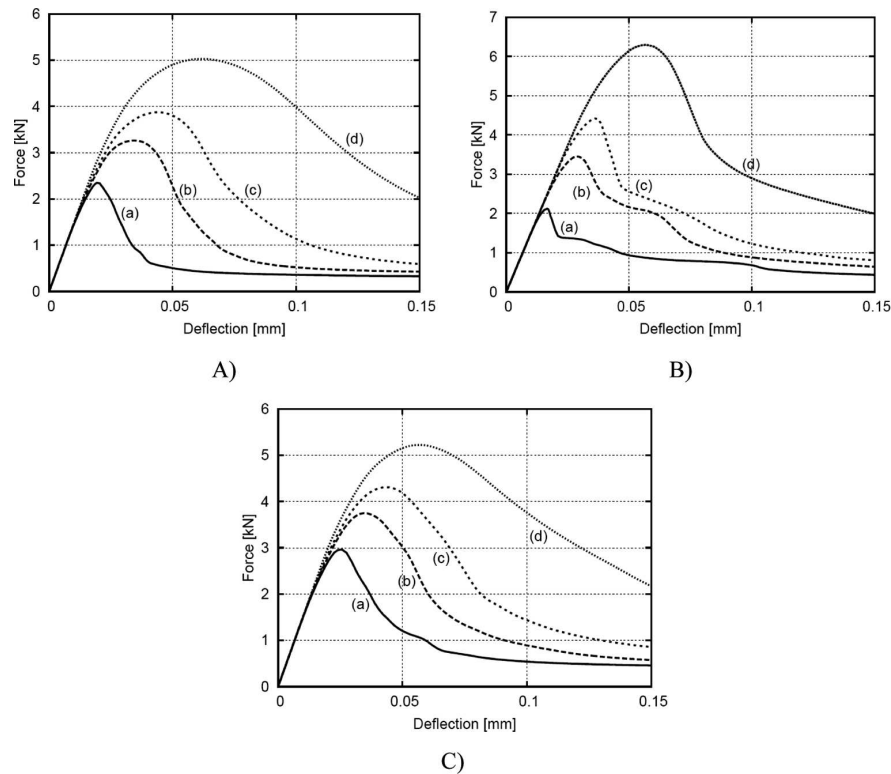 6
5
4
3
2
1
0
Force [kN]
(a)
(b)
(c)
(d)
0 0.05 0.1 0.15
Deflection [mm]
A)
7
6
5
4
3
2
1
0
Force [kN]
(a)
(b)
(c)
(d)
0 0.05 0.1 0.15
Deflection [mm]
B)
6
5
4
3
2
1
0
Force [kN]
(a)
(b)
(c)
(d)
0 0.05 0.1 0.15
Deflection [mm]
C)